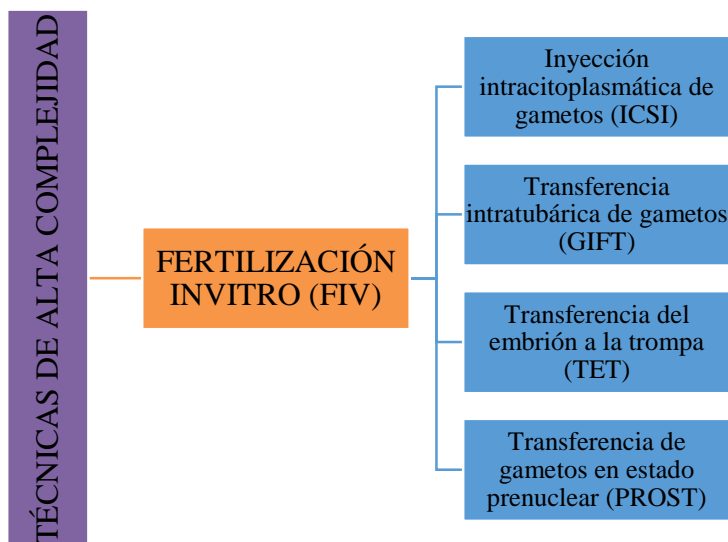 TÉCNICAS DE ALTA COMPLEJIDAD
FERTILIZACIÓN
INVITRO (FIV)
Inyección
intracitoplasmática de
gametos (ICSI)
Transferencia
intratubárica de gametos
(GIFT)
Transferencia del
embrión a la trompa
(TET)
Transferencia de
gametos en estado
prenuclear (PROST)